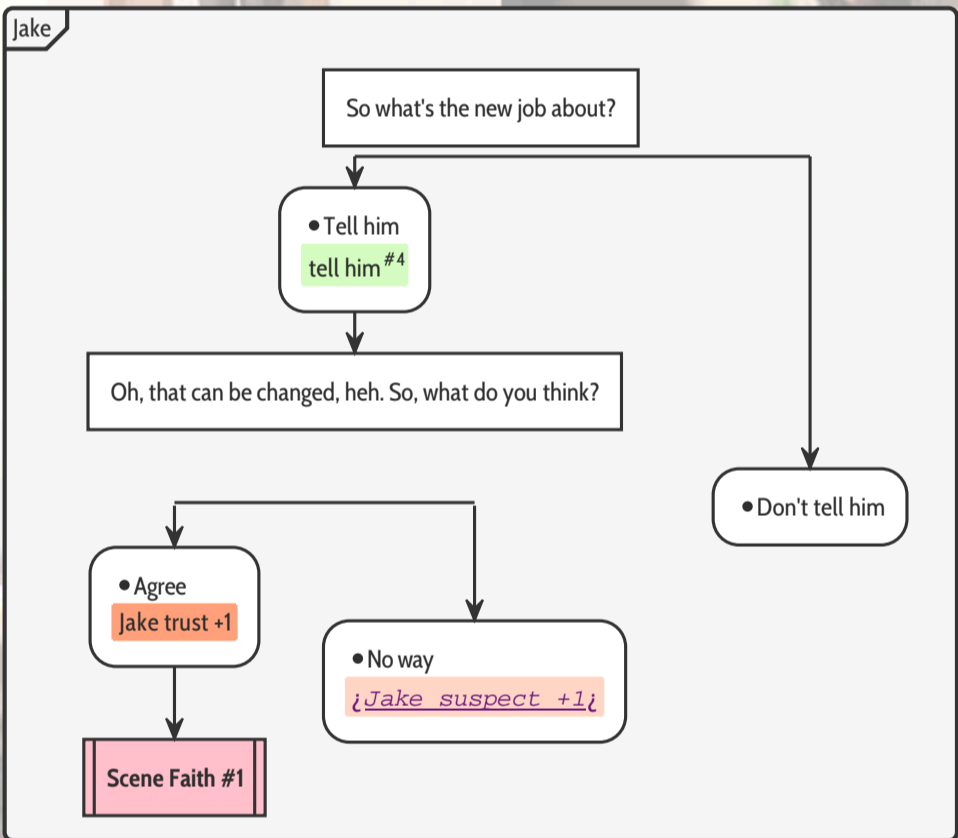 Jake
So what's the new job about?
•Tell him
tell him #4
Oh, that can be changed, heh. So, what do you think?
•Don't tell him
•Agree
Jake trust +1
•No way
¿Jake suspect +1¿
Scene Faith #1